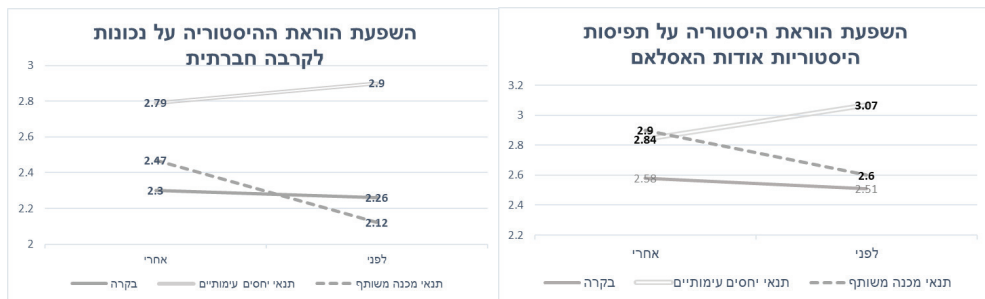 השפעת הוראת היסטוריה על תפיסות
היסטוריות אודות האסלאם
3.2
3
2.8
2.6
2.4
2.2
3.07
2.9
2.84
2.6
2.58
2.51
לפני
אחרי
תנאי מכנה משותף
תנאי יחסים עימותיים
בקרה
השפעת הוראת ההיסטוריה על נכונות
לקרבה חברתית
3
2.8
2.6
2.4
2.2
2
2.9
2.79
2.47
2.3
2.26
2.12
לפני
אחרי
תנאי מכנה משותף
תנאי יחסים עימותיים
בקרה